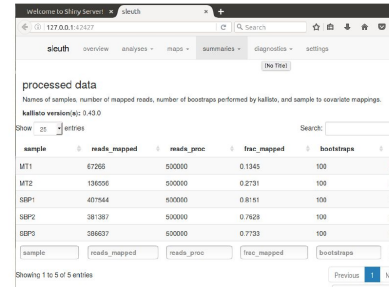 Welcome to Shiny Server! × sleuth ×
127.0.0.1:42427 Search
sleuth overview analyses maps summaries diagnostics settings
[No Title]
processed data
Names of samples, number of mapped reads, number of boostraps performed by kallisto, and sample to covariate mappings.
kallisto version(s): 0.43.0
Show 25 entries Search:
sample reads_mapped reads_proc frac_mapped bootstraps
MT1 67266 500000 0.1345 100
MT2 136556 500000 0.2731 100
SBP1 407544 500000 0.8151 100
SBP2 381387 500000 0.7628 100
SBP3 386637 500000 0.7733 100
sample reads_mapped reads_proc frac_mapped bootstraps
Showing 1 to 5 of 5 entries Previous 1 N